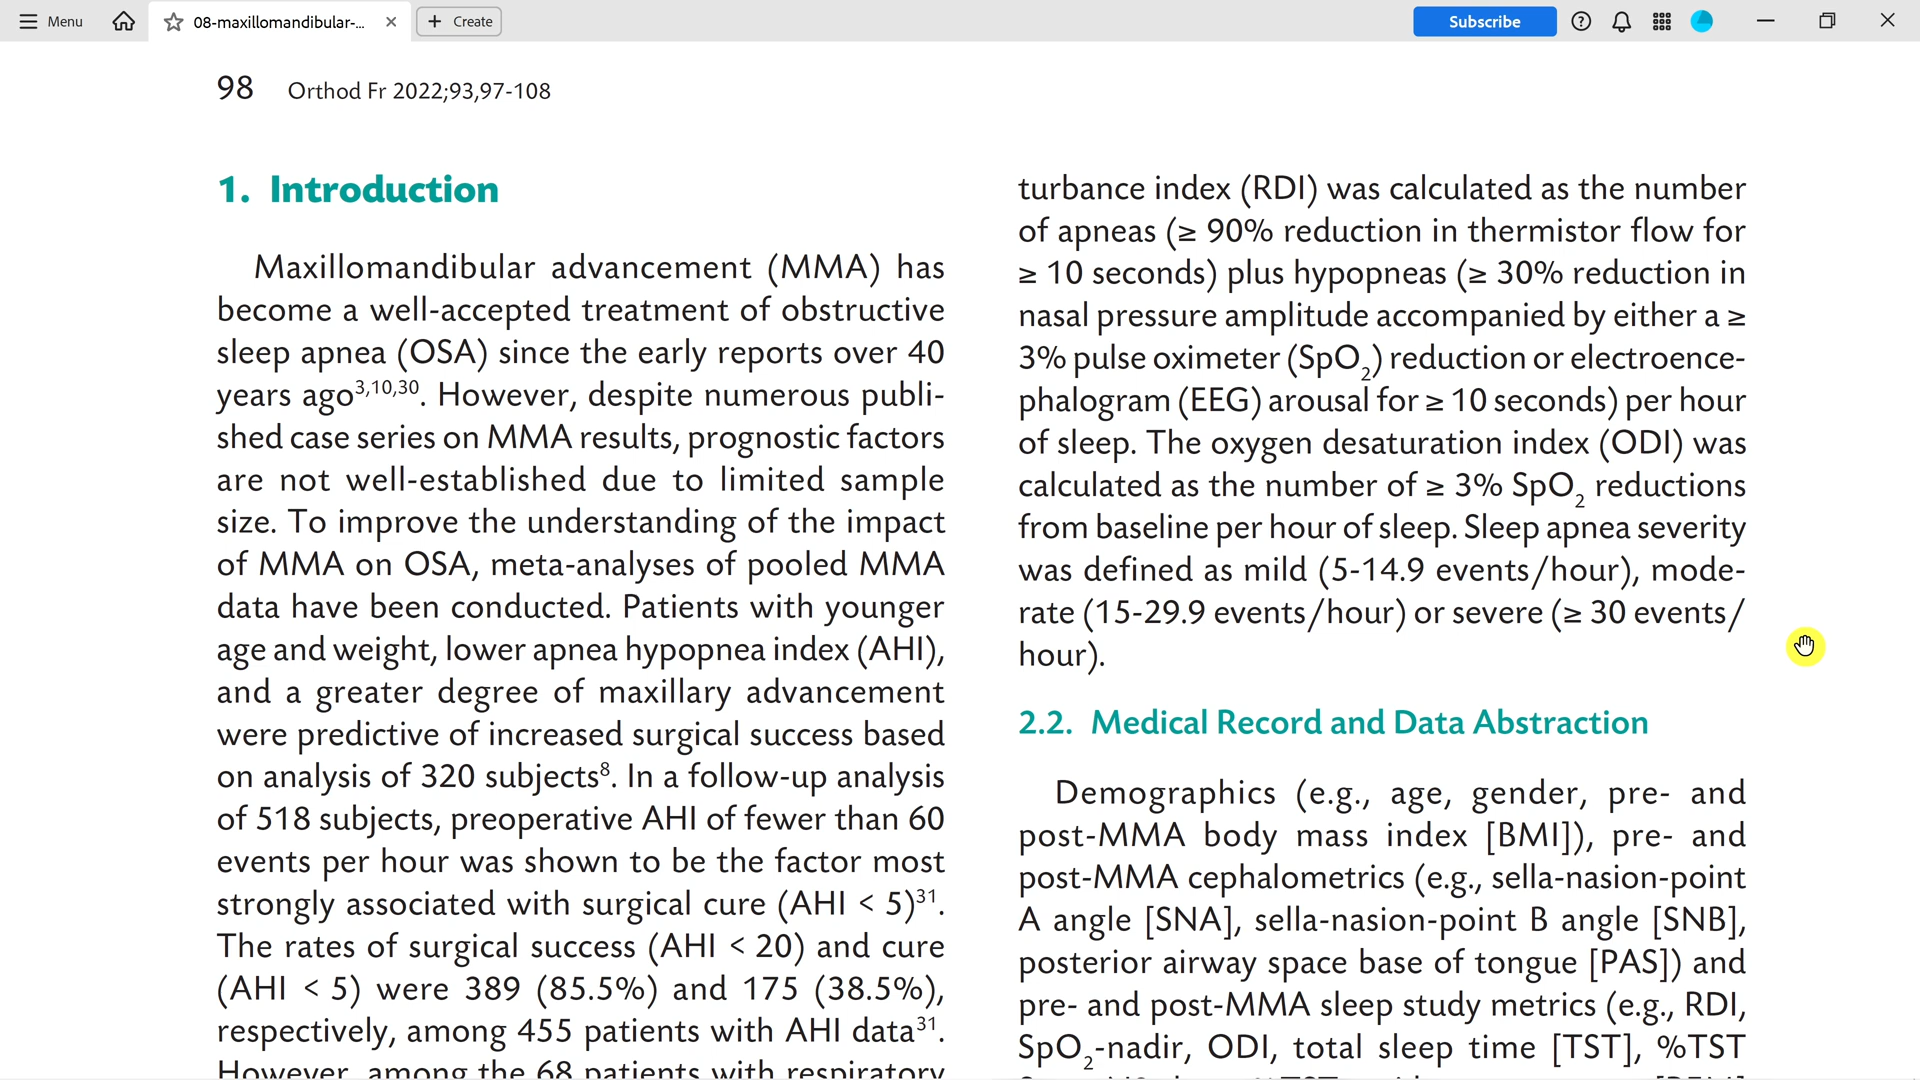 Menu
08-maxillomandibular-...
Create
Subscribe
98 Orthod Fr 2022;93,97-108
1. Introduction
Maxillomandibular advancement (MMA) has
become a well-accepted treatment of obstructive
sleep apnea (OSA) since the early reports over 40
years ago3,10,30. However, despite numerous publi-
shed case series on MMA results, prognostic factors
are not well-established due to limited sample
size. To improve the understanding of the impact
of MMA on OSA, meta-analyses of pooled MMA
data have been conducted. Patients with younger
age and weight, lower apnea hypopnea index (AHI),
and a greater degree of maxillary advancement
were predictive of increased surgical success based
on analysis of 320 subjects8. In a follow-up analysis
of 518 subjects, preoperative AHI of fewer than 60
events per hour was shown to be the factor most
strongly associated with surgical cure (AHI < 5)31.
The rates of surgical success (AHI < 20) and cure
(AHI < 5) were 389 (85.5%) and 175 (38.5%),
respectively, among 455 patients with AHI data31.
However, among the 68 patients with respiratory
turbance index (RDI) was calculated as the number
of apneas (≥ 90% reduction in thermistor flow for
≥ 10 seconds) plus hypopneas (≥ 30% reduction in
nasal pressure amplitude accompanied by either a ≥
3% pulse oximeter (SpO2) reduction or electroence-
phalogram (EEG) arousal for ≥ 10 seconds) per hour
of sleep. The oxygen desaturation index (ODI) was
calculated as the number of ≥ 3% SpO2 reductions
from baseline per hour of sleep. Sleep apnea severity
was defined as mild (5-14.9 events/hour), mode-
rate (15-29.9 events/hour) or severe (≥ 30 events/
hour).
2.2. Medical Record and Data Abstraction
Demographics (e.g., age, gender, pre- and
post-MMA body mass index [BMI]), pre- and
post-MMA cephalometrics (e.g., sella-nasion-point
A angle [SNA], sella-nasion-point B angle [SNB],
posterior airway space base of tongue [PAS]) and
pre- and post-MMA sleep study metrics (e.g., RDI,
SpO2-nadir, ODI, total sleep time [TST], %TST